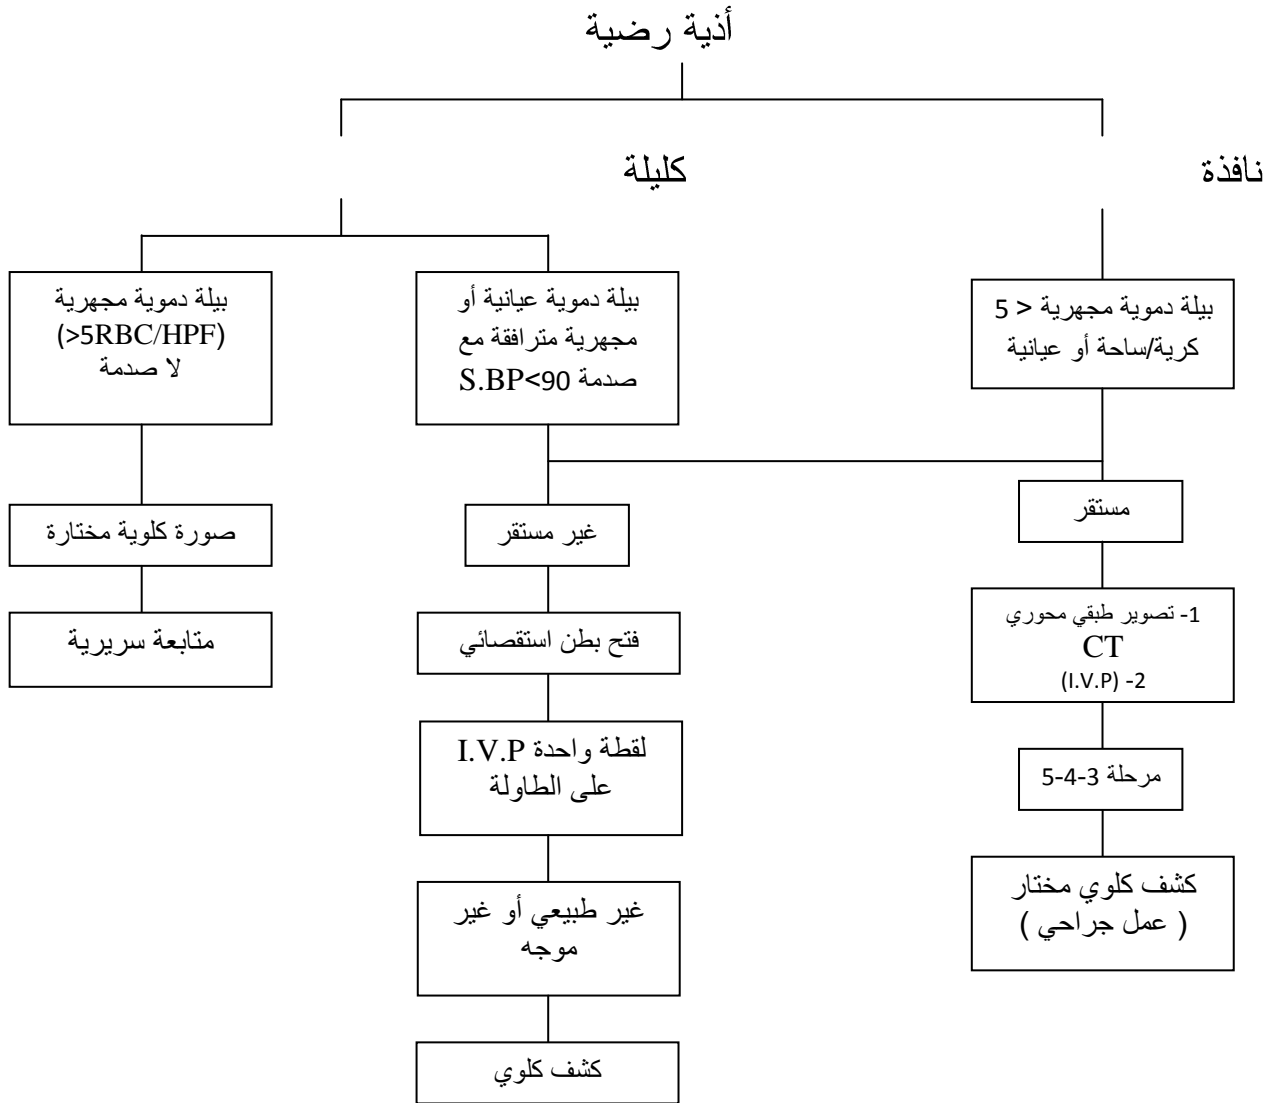 أذية رضية
نافذة
كليلة
بيلة دموية مجهرية > 5
كرية/ساحة أو عيانية
بيلة دموية عيانية أو
مجهرية مترافقة مع
صدمة S.BP<90
بيلة دموية مجهرية
(>5RBC/HPF)
لا صدمة
مستقر
غير مستقر
صورة كلوية مختارة
1- تصوير طبقي محوري
CT
2- (I.V.P)
فتح بطن استقصائي
متابعة سريرية
مرحلة 3-4-5
لقطة واحدة I.V.P
على الطاولة
كشف كلوي مختار
( عمل جراحي )
غير طبيعي أو غير
موجه
كشف كلوي